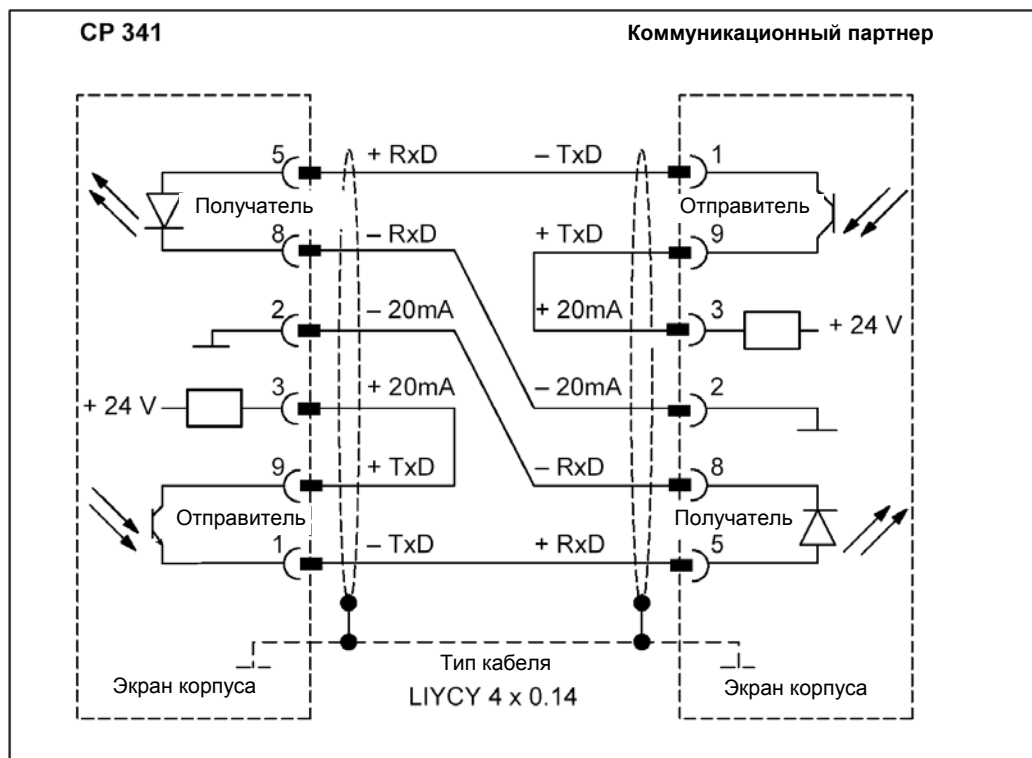 CP 341 Коммуникационный партнер
5 + RxD – TxD 1
Получатель Отправитель
8 – RxD + TxD 9
2 – 20mA + 20mA 3
+ 24 V
+ 24 V 3 + 20mA – 20mA 2
9 + TxD – RxD 8
Отправитель Получатель
1 – TxD + RxD 5
Тип кабеля
Экран корпуса LIYCY 4 x 0.14 Экран корпуса